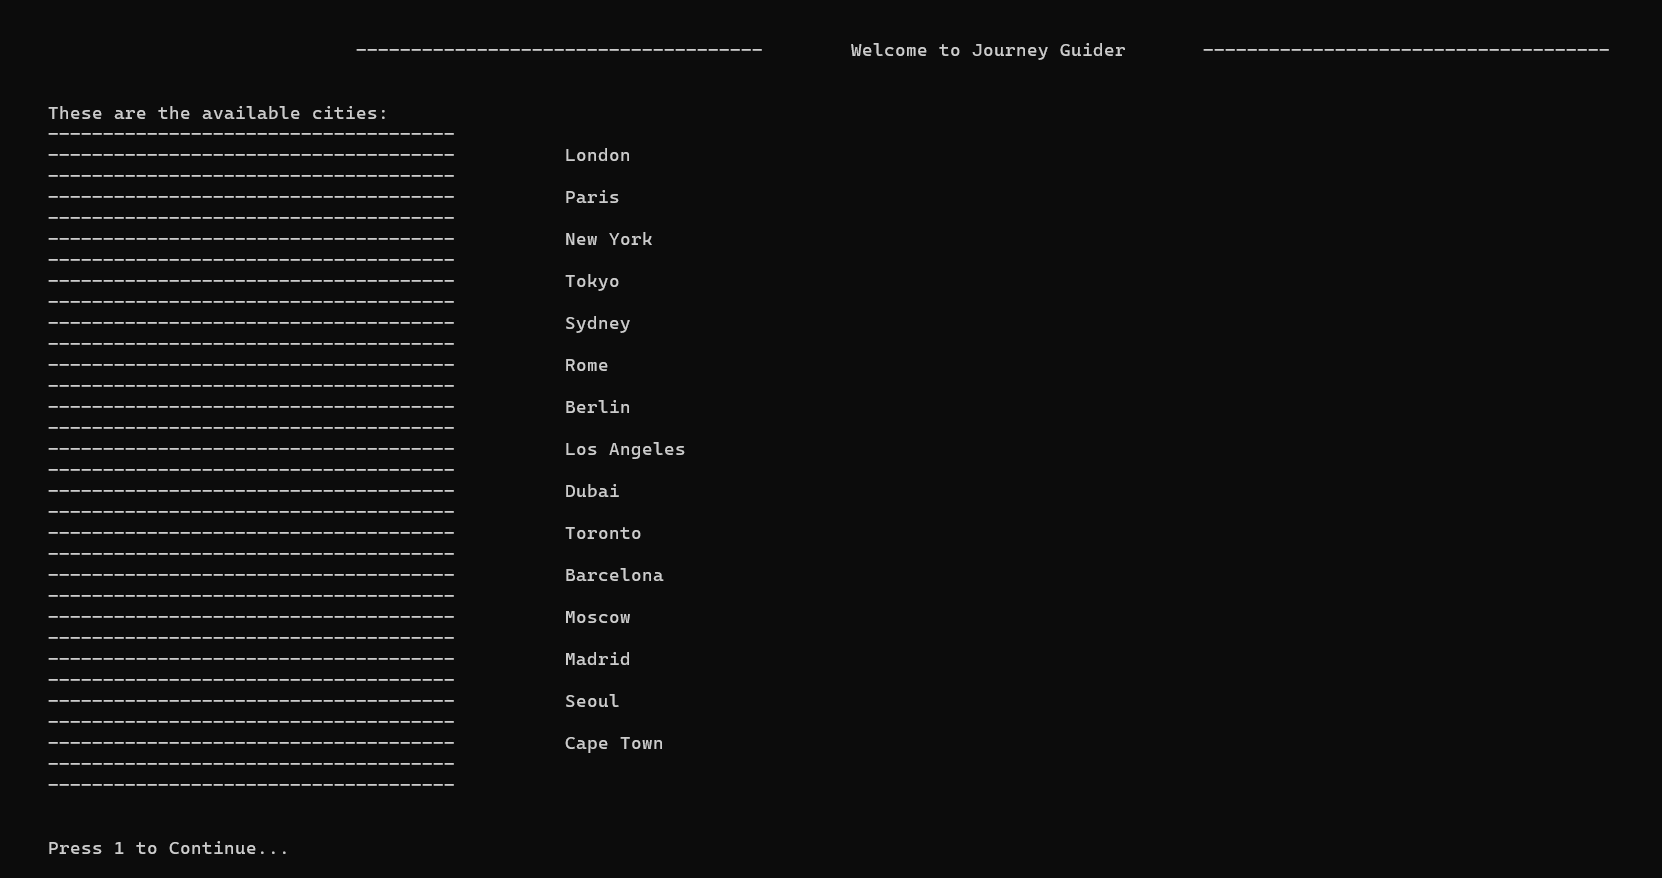 ------------------------------------- Welcome to Journey Guider -------------------------------------
These are the available cities:
-------------------------------------
------------------------------------- London
-------------------------------------
------------------------------------- Paris
-------------------------------------
------------------------------------- New York
-------------------------------------
------------------------------------- Tokyo
-------------------------------------
------------------------------------- Sydney
-------------------------------------
------------------------------------- Rome
-------------------------------------
------------------------------------- Berlin
-------------------------------------
------------------------------------- Los Angeles
-------------------------------------
------------------------------------- Dubai
-------------------------------------
------------------------------------- Toronto
-------------------------------------
------------------------------------- Barcelona
-------------------------------------
------------------------------------- Moscow
-------------------------------------
------------------------------------- Madrid
-------------------------------------
------------------------------------- Seoul
-------------------------------------
------------------------------------- Cape Town
-------------------------------------
-------------------------------------
Press 1 to Continue...